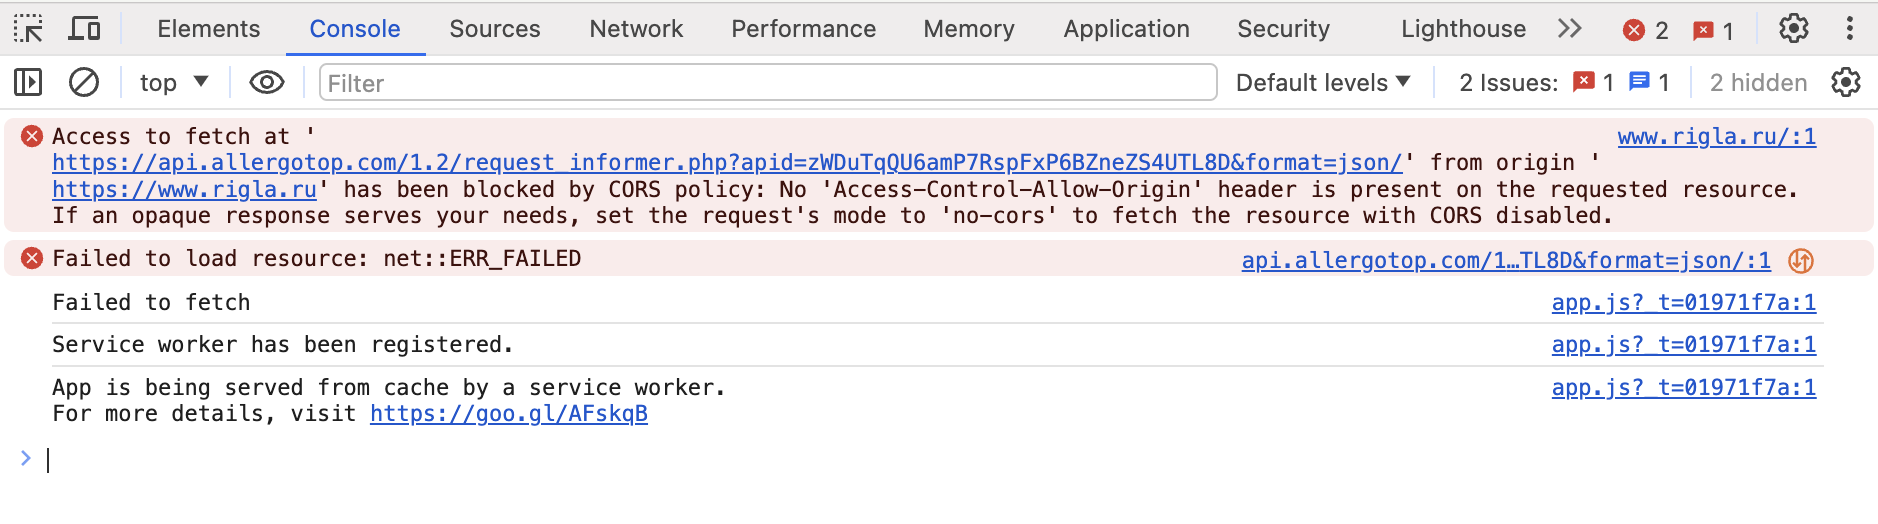 Elements Console Sources Network Performance Memory Application Security Lighthouse 2 1
top Filter Default levels 2 Issues: 1 1 2 hidden
Access to fetch at ' www.rigla.ru/:1
https://api.allergotop.com/1.2/request_informer.php?apid=zWDuTqQU6amP7RspFxP6BZneZS4UTL8D&format=json/' from origin '
https://www.rigla.ru' has been blocked by CORS policy: No 'Access-Control-Allow-Origin' header is present on the requested resource.
If an opaque response serves your needs, set the request's mode to 'no-cors' to fetch the resource with CORS disabled.
Failed to load resource: net::ERR_FAILED api.allergotop.com/1…TL8D&format=json/:1
Failed to fetch app.js?_t=01971f7a:1
Service worker has been registered. app.js?_t=01971f7a:1
App is being served from cache by a service worker. app.js?_t=01971f7a:1
For more details, visit https://goo.gl/AFskqB